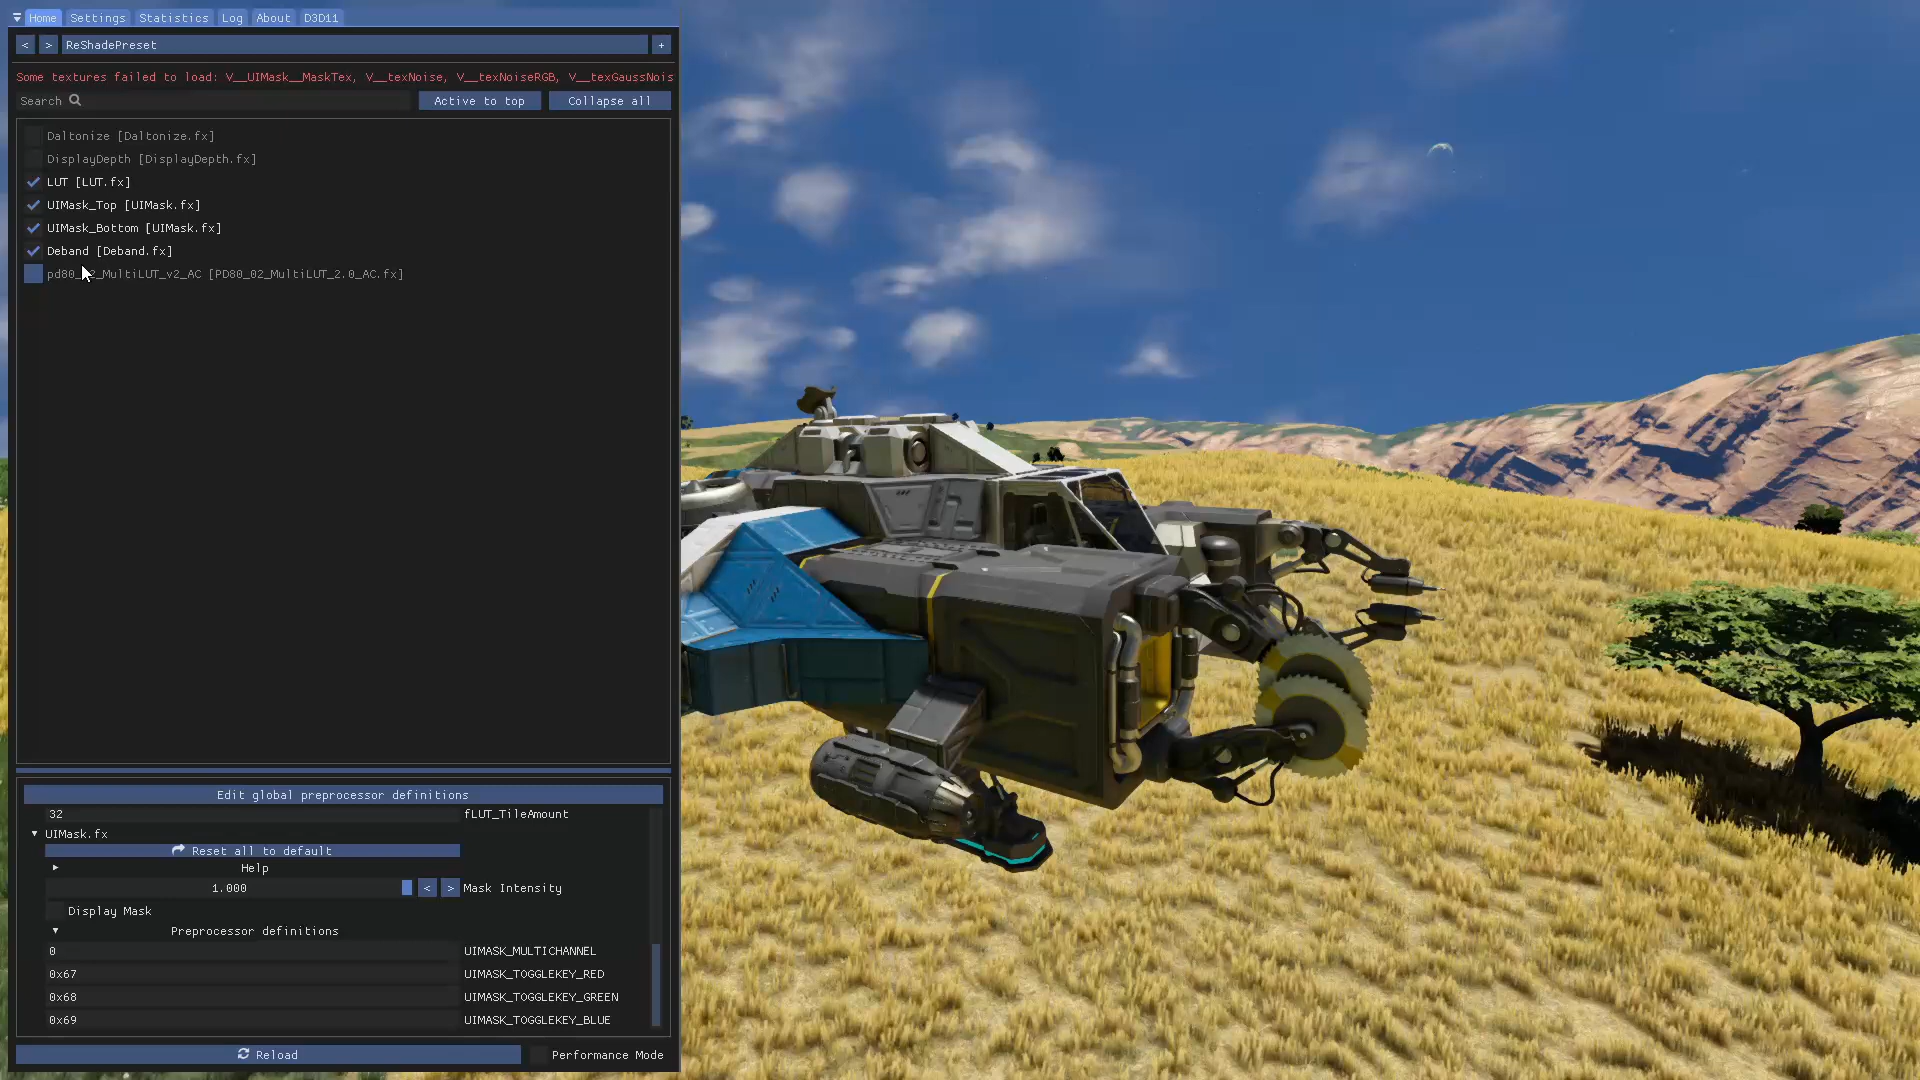 Home Settings Statistics Log About D3D11
< > ReShadePreset +
Some textures failed to load: V__UIMask__MaskTex, V__texNoise, V__texNoiseRGB, V__texGaussNois
Search Active to top Collapse all
Daltonize [Daltonize.fx]
DisplayDepth [DisplayDepth.fx]
LUT [LUT.fx]
UIMask_Top [UIMask.fx]
UIMask_Bottom [UIMask.fx]
Deband [Deband.fx]
pd80_02_MultiLUT_v2_AC [PD80_02_MultiLUT_2.0_AC.fx]
Edit global preprocessor definitions
32 fLUT_TileAmount
UIMask.fx
Reset all to default
Help
1.000 < > Mask Intensity
Display Mask
Preprocessor definitions
0 UIMASK_MULTICHANNEL
0x67 UIMASK_TOGGLEKEY_RED
0x68 UIMASK_TOGGLEKEY_GREEN
0x69 UIMASK_TOGGLEKEY_BLUE
Reload Performance Mode